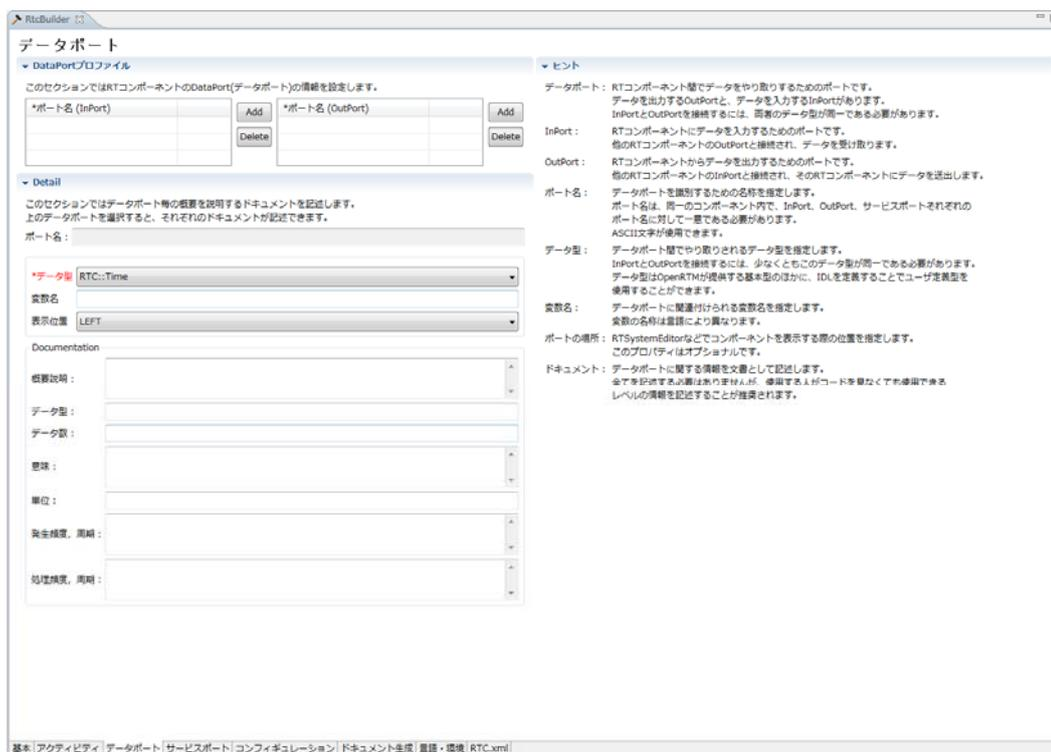 RtcBuilder
データポート
DataPortプロファイル
このセクションではRTコンポーネントのDataPort(データポート)の情報を設定します。
*ポート名 (InPort)
Add
Delete
*ポート名 (OutPort)
Add
Delete
Detail
このセクションではデータポート毎の概要を説明するドキュメントを記述します。
上のデータポートを選択すると、それぞれのドキュメントが記述できます。
ポート名：
*データ型 RTC::Time
変数名
表示位置 LEFT
Documentation
概要説明：
データ型：
データ数：
意味：
単位：
発生頻度，周期：
処理頻度，周期：
ヒント
データポート： RTコンポーネント間でデータをやり取りするためのポートです。
データを出力するOutPortと、データを入力するInPortがあります。
InPortとOutPortを接続するには、両者のデータ型が同一である必要があります。
InPort： RTコンポーネントにデータを入力するためのポートです。
他のRTコンポーネントのOutPortと接続され、データを受け取ります。
OutPort： RTコンポーネントからデータを出力するためのポートです。
他のRTコンポーネントのInPortと接続され、そのRTコンポーネントにデータを送出します。
ポート名： データポートを識別するための名称を指定します。
ポート名は、同一のコンポーネント内で、InPort、OutPort、サービスポートそれぞれの
ポート名に対して一意である必要があります。
ASCII文字が使用できます。
データ型： データポート間でやり取りされるデータ型を指定します。
InPortとOutPortを接続するには、少なくともこのデータ型が同一である必要があります。
データ型はOpenRTMが提供する基本型のほかに、IDLを定義することでユーザ定義型を
使用することができます。
変数名： データポートに関連付けられる変数名を指定します。
変数の名称は言語により異なります。
ポートの場所： RTSystemEditorなどでコンポーネントを表示する際の位置を指定します。
このプロパティはオプショナルです。
ドキュメント： データポートに関する情報を文書として記述します。
全てを記述する必要はありませんが、使用する人がコードを見なくても使用できる
レベルの情報を記述することが推奨されます。
基本 アクティビティ データポート サービスポート コンフィギュレーション ドキュメント生成 言語・環境 RTC.xml